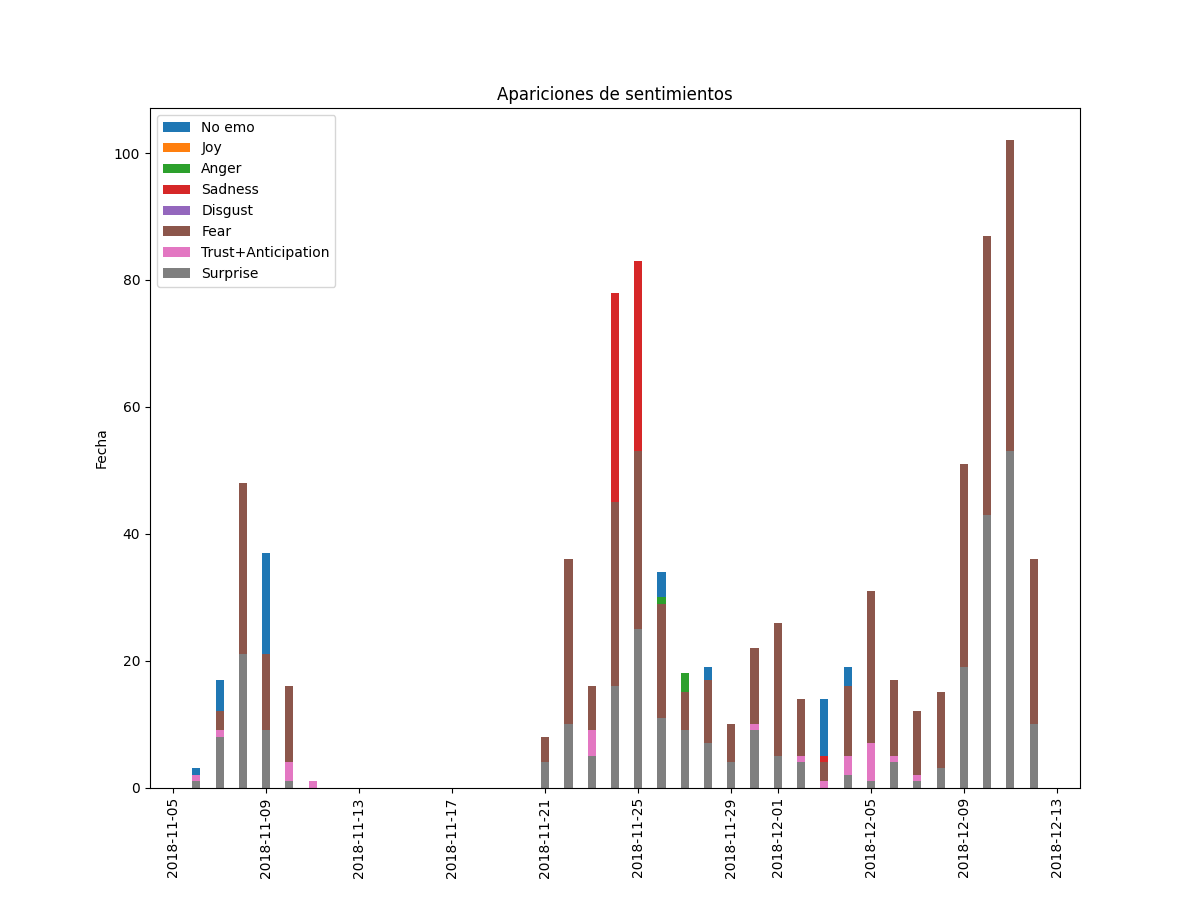 Apariciones de sentimientos
No emo
Joy
Anger
Sadness
Disgust
Fear
Trust+Anticipation
Surprise
100
80
60
40
20
0
Fecha
2018-11-05
2018-11-09
2018-11-13
2018-11-17
2018-11-21
2018-11-25
2018-11-29
2018-12-01
2018-12-05
2018-12-09
2018-12-13